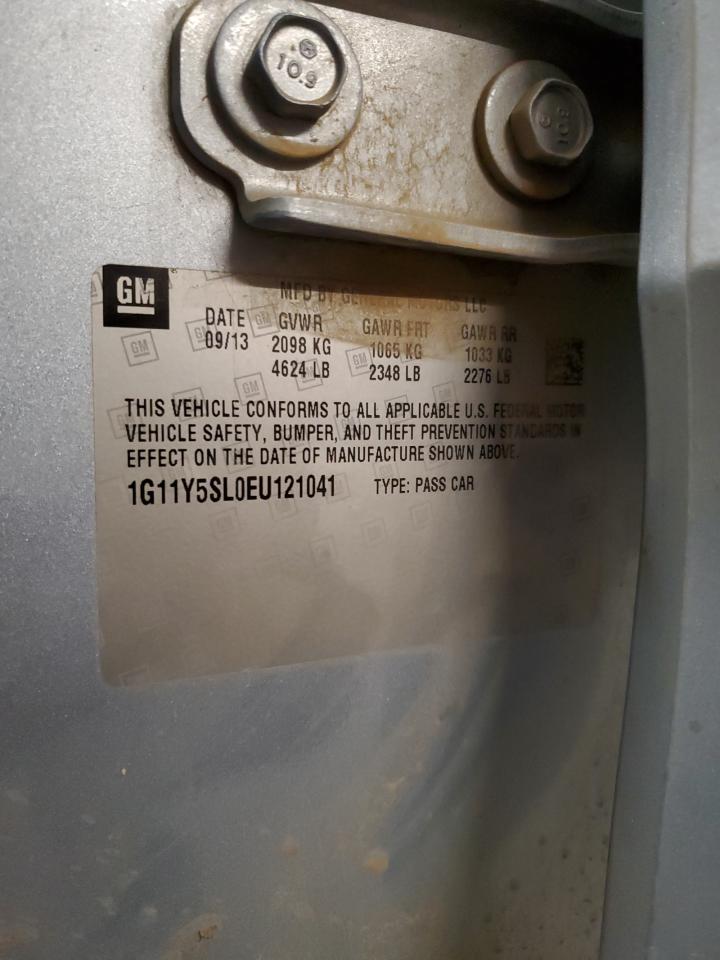 10.9
10.9
GM
MFD BY GENERAL MOTORS LLC
DATE GVWR GAWR FRT GAWR RR
09/13 2098 KG 1065 KG 1033 KG
4624 LB 2348 LB 2276 LB
THIS VEHICLE CONFORMS TO ALL APPLICABLE U.S. FEDERAL MOTOR
VEHICLE SAFETY, BUMPER, AND THEFT PREVENTION STANDARDS IN
EFFECT ON THE DATE OF MANUFACTURE SHOWN ABOVE.
1G11Y5SL0EU121041 TYPE: PASS CAR